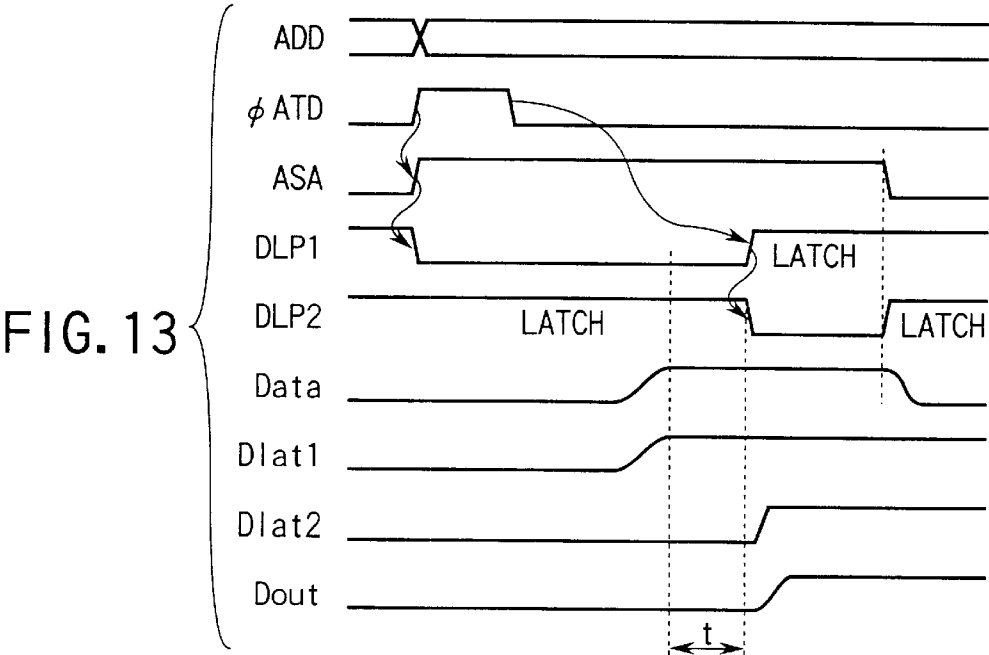 ADD
φ ATD
ASA
DLP1
LATCH
DLP2
LATCH
LATCH
FIG. 13
Data
Dlat1
Dlat2
Dout
t